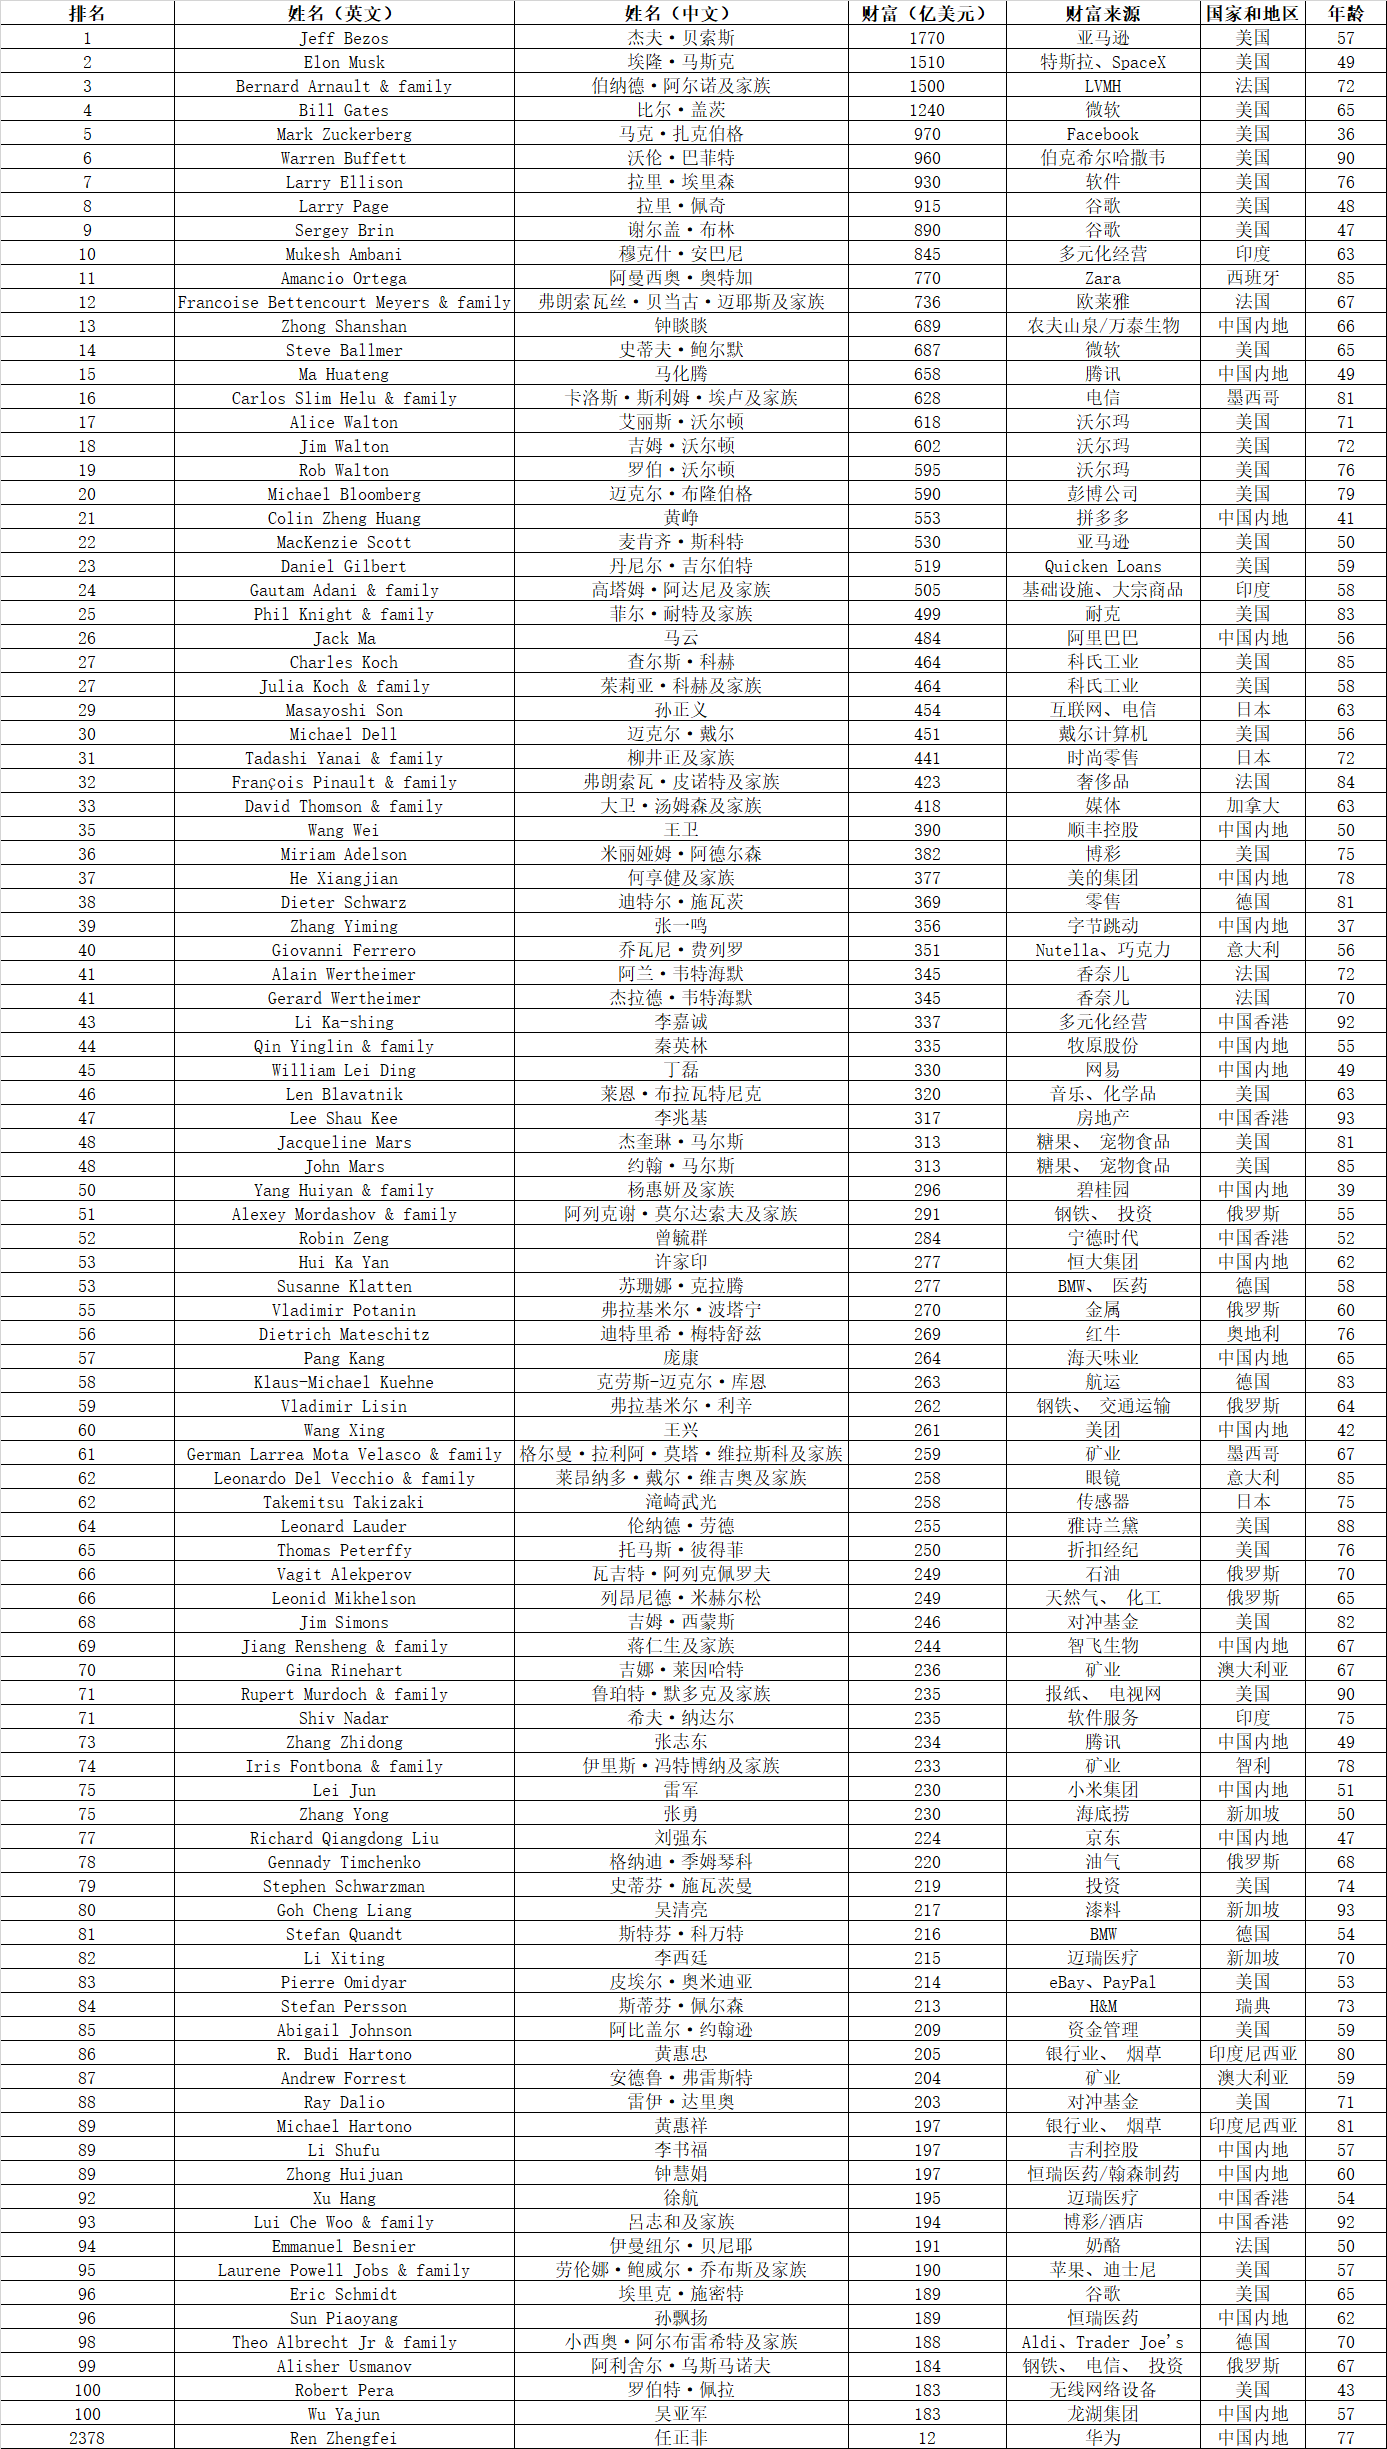 排名 姓名（英文） 姓名（中文） 财富（亿美元） 财富来源 国家和地区 年龄
1 Jeff Bezos 杰夫·贝索斯 1770 亚马逊 美国 57
2 Elon Musk 埃隆·马斯克 1510 特斯拉、SpaceX 美国 49
3 Bernard Arnault & family 伯纳德·阿尔诺及家族 1500 LVMH 法国 72
4 Bill Gates 比尔·盖茨 1240 微软 美国 65
5 Mark Zuckerberg 马克·扎克伯格 970 Facebook 美国 36
6 Warren Buffett 沃伦·巴菲特 960 伯克希尔哈撒韦 美国 90
7 Larry Ellison 拉里·埃里森 930 软件 美国 76
8 Larry Page 拉里·佩奇 915 谷歌 美国 48
9 Sergey Brin 谢尔盖·布林 890 谷歌 美国 47
10 Mukesh Ambani 穆克什·安巴尼 845 多元化经营 印度 63
11 Amancio Ortega 阿曼西奥·奥特加 770 Zara 西班牙 85
12 Francoise Bettencourt Meyers & family 弗朗索瓦丝·贝当古·迈耶斯及家族 736 欧莱雅 法国 67
13 Zhong Shanshan 钟睒睒 689 农夫山泉/万泰生物 中国内地 66
14 Steve Ballmer 史蒂夫·鲍尔默 687 微软 美国 65
15 Ma Huateng 马化腾 658 腾讯 中国内地 49
16 Carlos Slim Helu & family 卡洛斯·斯利姆·埃卢及家族 628 电信 墨西哥 81
17 Alice Walton 艾丽斯·沃尔顿 618 沃尔玛 美国 71
18 Jim Walton 吉姆·沃尔顿 602 沃尔玛 美国 72
19 Rob Walton 罗伯·沃尔顿 595 沃尔玛 美国 76
20 Michael Bloomberg 迈克尔·布隆伯格 590 彭博公司 美国 79
21 Colin Zheng Huang 黄峥 553 拼多多 中国内地 41
22 MacKenzie Scott 麦肯齐·斯科特 530 亚马逊 美国 50
23 Daniel Gilbert 丹尼尔·吉尔伯特 519 Quicken Loans 美国 59
24 Gautam Adani & family 高塔姆·阿达尼及家族 505 基础设施、大宗商品 印度 58
25 Phil Knight & family 菲尔·耐特及家族 499 耐克 美国 83
26 Jack Ma 马云 484 阿里巴巴 中国内地 56
27 Charles Koch 查尔斯·科赫 464 科氏工业 美国 85
27 Julia Koch & family 茱莉亚·科赫及家族 464 科氏工业 美国 58
29 Masayoshi Son 孙正义 454 互联网、电信 日本 63
30 Michael Dell 迈克尔·戴尔 451 戴尔计算机 美国 56
31 Tadashi Yanai & family 柳井正及家族 441 时尚零售 日本 72
32 François Pinault & family 弗朗索瓦·皮诺特及家族 423 奢侈品 法国 84
33 David Thomson & family 大卫·汤姆森及家族 418 媒体 加拿大 63
35 Wang Wei 王卫 390 顺丰控股 中国内地 50
36 Miriam Adelson 米丽娅姆·阿德尔森 382 博彩 美国 75
37 He Xiangjian 何享健及家族 377 美的集团 中国内地 78
38 Dieter Schwarz 迪特尔·施瓦茨 369 零售 德国 81
39 Zhang Yiming 张一鸣 356 字节跳动 中国内地 37
40 Giovanni Ferrero 乔瓦尼·费列罗 351 Nutella、巧克力 意大利 56
41 Alain Wertheimer 阿兰·韦特海默 345 香奈儿 法国 72
41 Gerard Wertheimer 杰拉德·韦特海默 345 香奈儿 法国 70
43 Li Ka-shing 李嘉诚 337 多元化经营 中国香港 92
44 Qin Yinglin & family 秦英林 335 牧原股份 中国内地 55
45 William Lei Ding 丁磊 330 网易 中国内地 49
46 Len Blavatnik 莱恩·布拉瓦特尼克 320 音乐、化学品 美国 63
47 Lee Shau Kee 李兆基 317 房地产 中国香港 93
48 Jacqueline Mars 杰奎琳·马尔斯 313 糖果、 宠物食品 美国 81
48 John Mars 约翰·马尔斯 313 糖果、 宠物食品 美国 85
50 Yang Huiyan & family 杨惠妍及家族 296 碧桂园 中国内地 39
51 Alexey Mordashov & family 阿列克谢·莫尔达索夫及家族 291 钢铁、 投资 俄罗斯 55
52 Robin Zeng 曾毓群 284 宁德时代 中国香港 52
53 Hui Ka Yan 许家印 277 恒大集团 中国内地 62
53 Susanne Klatten 苏珊娜·克拉腾 277 BMW、 医药 德国 58
55 Vladimir Potanin 弗拉基米尔·波塔宁 270 金属 俄罗斯 60
56 Dietrich Mateschitz 迪特里希·梅特舒兹 269 红牛 奥地利 76
57 Pang Kang 庞康 264 海天味业 中国内地 65
58 Klaus-Michael Kuehne 克劳斯-迈克尔·库恩 263 航运 德国 83
59 Vladimir Lisin 弗拉基米尔·利辛 262 钢铁、 交通运输 俄罗斯 64
60 Wang Xing 王兴 261 美团 中国内地 42
61 German Larrea Mota Velasco & family 格尔曼·拉利阿·莫塔·维拉斯科及家族 259 矿业 墨西哥 67
62 Leonardo Del Vecchio & family 莱昂纳多·戴尔·维吉奥及家族 258 眼镜 意大利 85
62 Takemitsu Takizaki 滝崎武光 258 传感器 日本 75
64 Leonard Lauder 伦纳德·劳德 255 雅诗兰黛 美国 88
65 Thomas Peterffy 托马斯·彼得菲 250 折扣经纪 美国 76
66 Vagit Alekperov 瓦吉特·阿列克佩罗夫 249 石油 俄罗斯 70
66 Leonid Mikhelson 列昂尼德·米赫尔松 249 天然气、 化工 俄罗斯 65
68 Jim Simons 吉姆·西蒙斯 246 对冲基金 美国 82
69 Jiang Rensheng & family 蒋仁生及家族 244 智飞生物 中国内地 67
70 Gina Rinehart 吉娜·莱因哈特 236 矿业 澳大利亚 67
71 Rupert Murdoch & family 鲁珀特·默多克及家族 235 报纸、 电视网 美国 90
71 Shiv Nadar 希夫·纳达尔 235 软件服务 印度 75
73 Zhang Zhidong 张志东 234 腾讯 中国内地 49
74 Iris Fontbona & family 伊里斯·冯特博纳及家族 233 矿业 智利 78
75 Lei Jun 雷军 230 小米集团 中国内地 51
75 Zhang Yong 张勇 230 海底捞 新加坡 50
77 Richard Qiangdong Liu 刘强东 224 京东 中国内地 47
78 Gennady Timchenko 格纳迪·季姆琴科 220 油气 俄罗斯 68
79 Stephen Schwarzman 史蒂芬·施瓦茨曼 219 投资 美国 74
80 Goh Cheng Liang 吴清亮 217 漆料 新加坡 93
81 Stefan Quandt 斯特芬·科万特 216 BMW 德国 54
82 Li Xiting 李西廷 215 迈瑞医疗 新加坡 70
83 Pierre Omidyar 皮埃尔·奥米迪亚 214 eBay、PayPal 美国 53
84 Stefan Persson 斯蒂芬·佩尔森 213 H&M 瑞典 73
85 Abigail Johnson 阿比盖尔·约翰逊 209 资金管理 美国 59
86 R. Budi Hartono 黄惠忠 205 银行业、 烟草 印度尼西亚 80
87 Andrew Forrest 安德鲁·弗雷斯特 204 矿业 澳大利亚 59
88 Ray Dalio 雷伊·达里奥 203 对冲基金 美国 71
89 Michael Hartono 黄惠祥 197 银行业、 烟草 印度尼西亚 81
89 Li Shufu 李书福 197 吉利控股 中国内地 57
89 Zhong Huijuan 钟慧娟 197 恒瑞医药/翰森制药 中国内地 60
92 Xu Hang 徐航 195 迈瑞医疗 中国香港 54
93 Lui Che Woo & family 吕志和及家族 194 博彩/酒店 中国香港 92
94 Emmanuel Besnier 伊曼纽尔·贝尼耶 191 奶酪 法国 50
95 Laurene Powell Jobs & family 劳伦娜·鲍威尔·乔布斯及家族 190 苹果、迪士尼 美国 57
96 Eric Schmidt 埃里克·施密特 189 谷歌 美国 65
96 Sun Piaoyang 孙飘扬 189 恒瑞医药 中国内地 62
98 Theo Albrecht Jr & family 小西奥·阿尔布雷希特及家族 188 Aldi、Trader Joe's 德国 70
99 Alisher Usmanov 阿利舍尔·乌斯马诺夫 184 钢铁、 电信、 投资 俄罗斯 67
100 Robert Pera 罗伯特·佩拉 183 无线网络设备 美国 43
100 Wu Yajun 吴亚军 183 龙湖集团 中国内地 57
2378 Ren Zhengfei 任正非 12 华为 中国内地 77